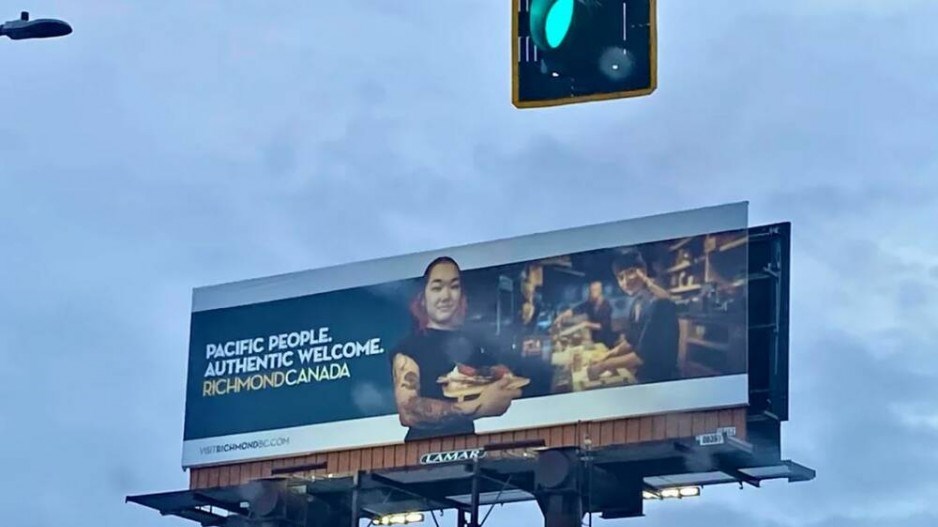 PACIFIC PEOPLE.
AUTHENTIC WELCOME.
RICHMONDCANADA
VISITRICHMONDBC.COM
LAMAR